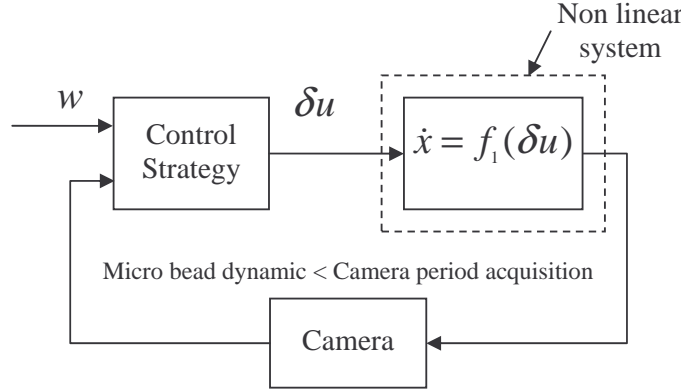 Non linear
system
w
δu
Control
Strategy
ẋ = f₁(δu)
Micro bead dynamic < Camera period acquisition
Camera